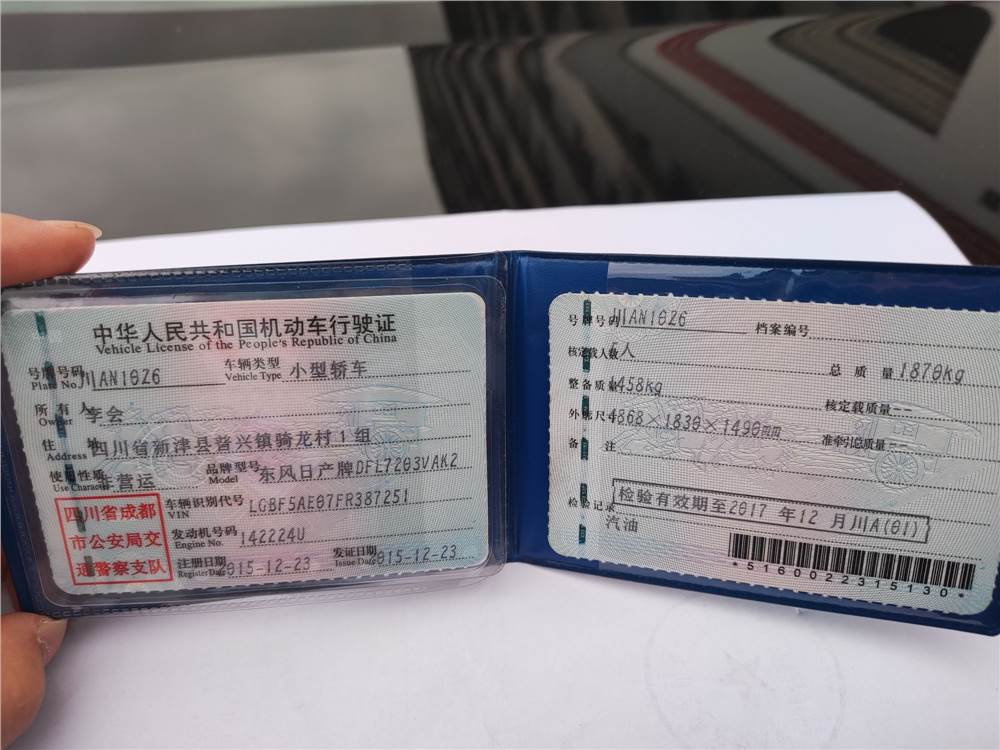 中华人民共和国机动车行驶证
Vehicle License of the People's Republic of China
号牌号码 Plate No. 川AN10Z6 车辆类型 Vehicle Type 小型轿车
所有人 Owner 李会
住址 Address 四川省新津县普兴镇骑龙村1组
使用性质 Use Character 非营运 品牌型号 Model 东风日产牌DFL7203VAK2
四川省成都
市公安局交
通警察支队
车辆识别代号 VIN LGBF5AE07FR387251
发动机号码 Engine No. 142224U
注册日期 Register Date 015-12-23 发证日期 Issue Date 015-12-23
号牌号码 川AN10Z6 档案编号
核定载人数 5人 总质量 1870kg
整备质量 1458kg 核定载质量 --
外廓尺寸 4868×1830×1490mm 准牵引总质量 --
备注
检验记录 检验有效期至2017 年12 月川A(01)
汽油
*5160022315130*